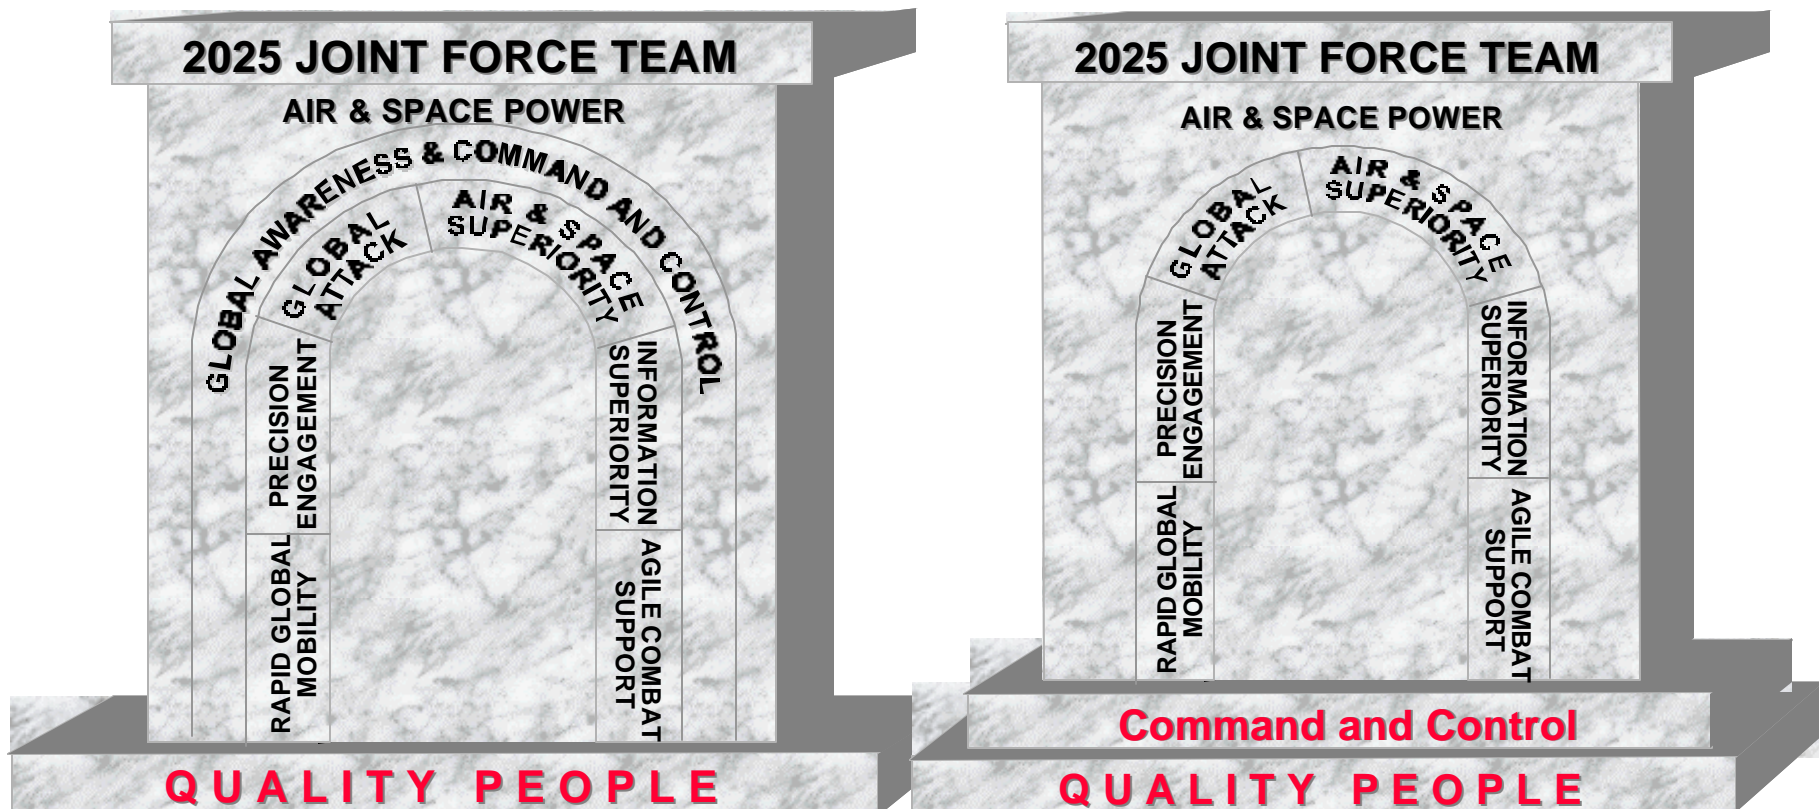 2025 JOINT FORCE TEAM
AIR & SPACE POWER
GLOBAL AWARENESS & COMMAND AND CONTROL
GLOBAL
ATTACK
AIR & SPACE
SUPERIORITY
PRECISION
ENGAGEMENT
INFORMATION
SUPERIORITY
RAPID GLOBAL
MOBILITY
AGILE COMBAT
SUPPORT
QUALITY PEOPLE
2025 JOINT FORCE TEAM
AIR & SPACE POWER
GLOBAL
ATTACK
AIR & SPACE
SUPERIORITY
PRECISION
ENGAGEMENT
INFORMATION
SUPERIORITY
RAPID GLOBAL
MOBILITY
AGILE COMBAT
SUPPORT
Command and Control
QUALITY PEOPLE